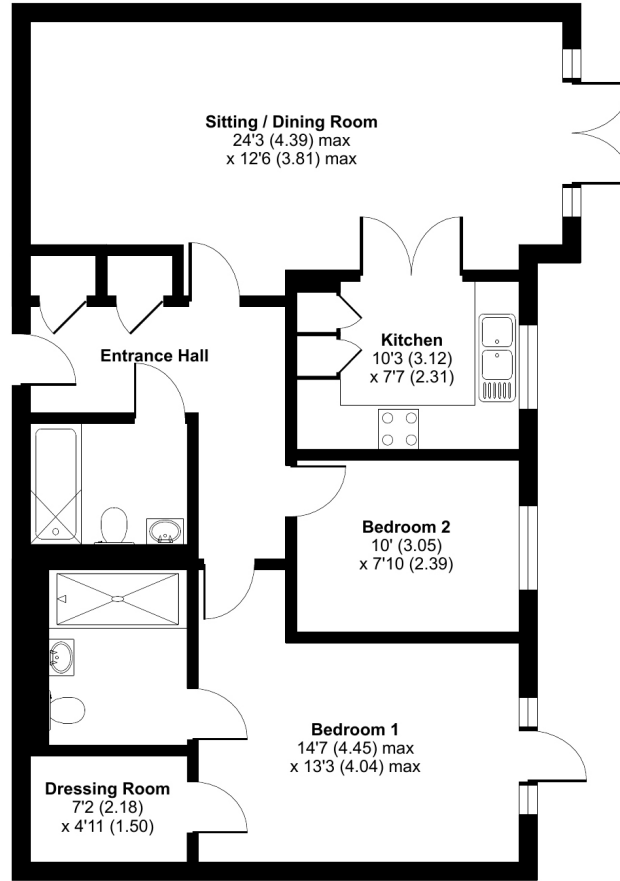 Sitting / Dining Room
24'3 (4.39) max
x 12'6 (3.81) max
Kitchen
10'3 (3.12)
x 7'7 (2.31)
Entrance Hall
Bedroom 2
10' (3.05)
x 7'10 (2.39)
Bedroom 1
14'7 (4.45) max
x 13'3 (4.04) max
Dressing Room
7'2 (2.18)
x 4'11 (1.50)